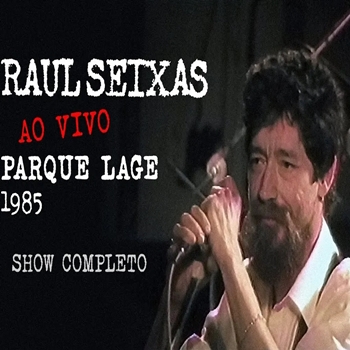 RAUL SEIXAS
AO VIVO
PARQUE LAGE
1985
SHOW COMPLETO